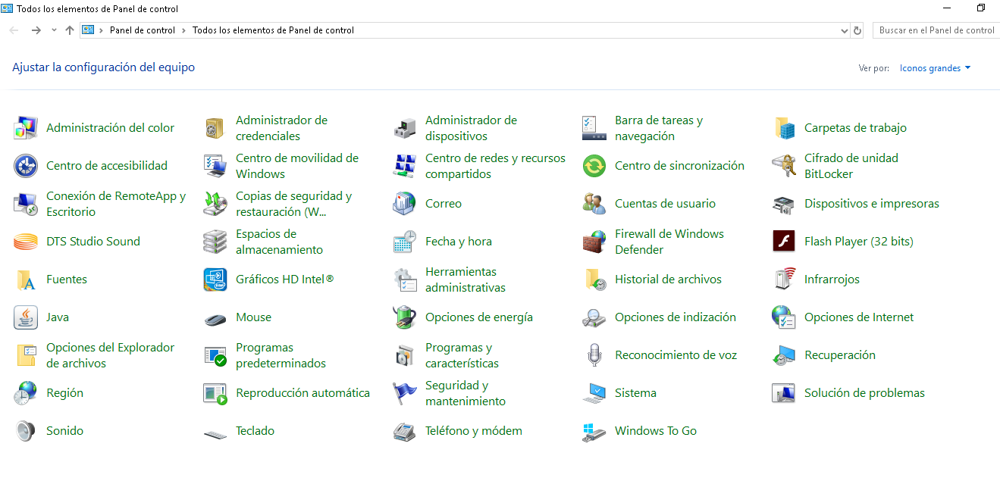 Todos los elementos de Panel de control
Panel de control > Todos los elementos de Panel de control
Buscar en el Panel de control
Ajustar la configuración del equipo
Ver por: Iconos grandes
Administración del color
Administrador de
credenciales
Administrador de
dispositivos
Barra de tareas y
navegación
Carpetas de trabajo
Centro de accesibilidad
Centro de movilidad de
Windows
Centro de redes y recursos
compartidos
Centro de sincronización
Cifrado de unidad
BitLocker
Conexión de RemoteApp y
Escritorio
Copias de seguridad y
restauración (W...
Correo
Cuentas de usuario
Dispositivos e impresoras
DTS Studio Sound
Espacios de
almacenamiento
Fecha y hora
Firewall de Windows
Defender
Flash Player (32 bits)
Fuentes
Gráficos HD Intel®
Herramientas
administrativas
Historial de archivos
Infrarrojos
Java
Mouse
Opciones de energía
Opciones de indización
Opciones de Internet
Opciones del Explorador
de archivos
Programas
predeterminados
Programas y
características
Reconocimiento de voz
Recuperación
Región
Reproducción automática
Seguridad y
mantenimiento
Sistema
Solución de problemas
Sonido
Teclado
Teléfono y módem
Windows To Go